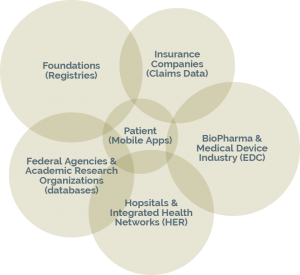 Foundations
(Registries)
Insurance
Companies
(Claims Data)
Patient
(Mobile Apps)
BioPharma &
Medical Device
Industry (EDC)
Federal Agencies &
Academic Research
Organizations
(databases)
Hopsitals &
Integrated Health
Networks (HER)